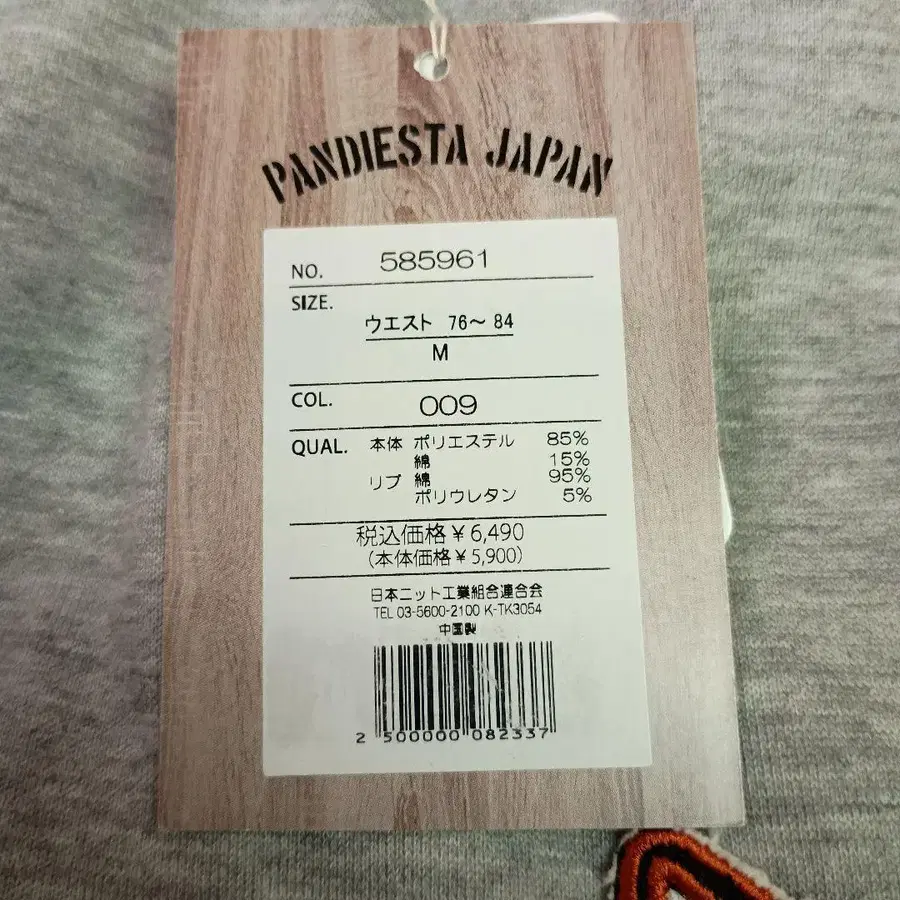 PANDIESTA JAPAN
NO. 585961
SIZE.
ウエスト 76～84
M
COL. 009
QUAL. 本体 ポリエステル 85%
綿 15%
リブ 綿 95%
ポリウレタン 5%
税込価格￥6,490
(本体価格￥5,900)
日本ニット工業組合連合会
TEL 03-5600-2100 K-TK3054
中国製
2 500000 082337